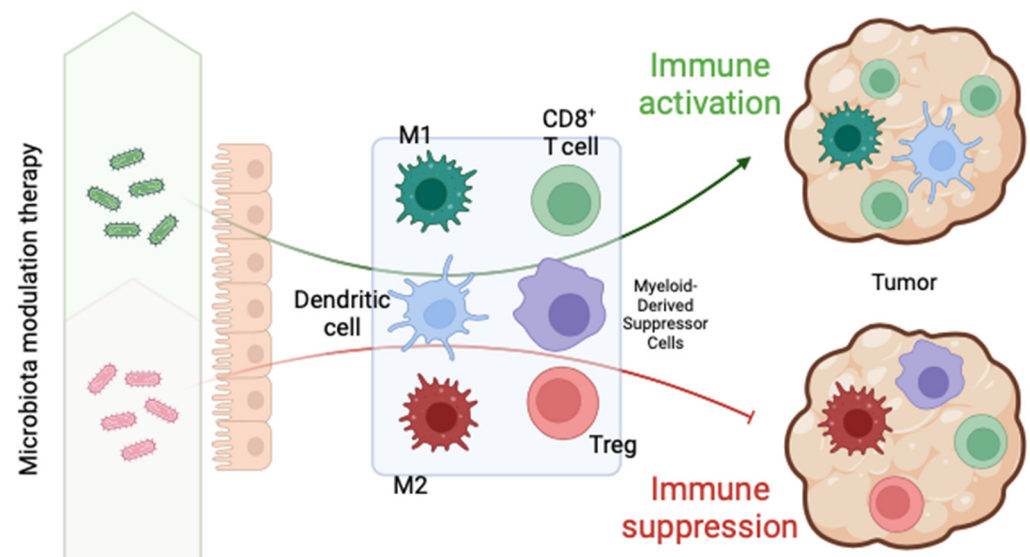 Microbiota modulation therapy
M1
CD8⁺
T cell
Dendritic
cell
Myeloid-
Derived
Suppressor
Cells
M2
Treg
Immune
activation
Tumor
Immune
suppression